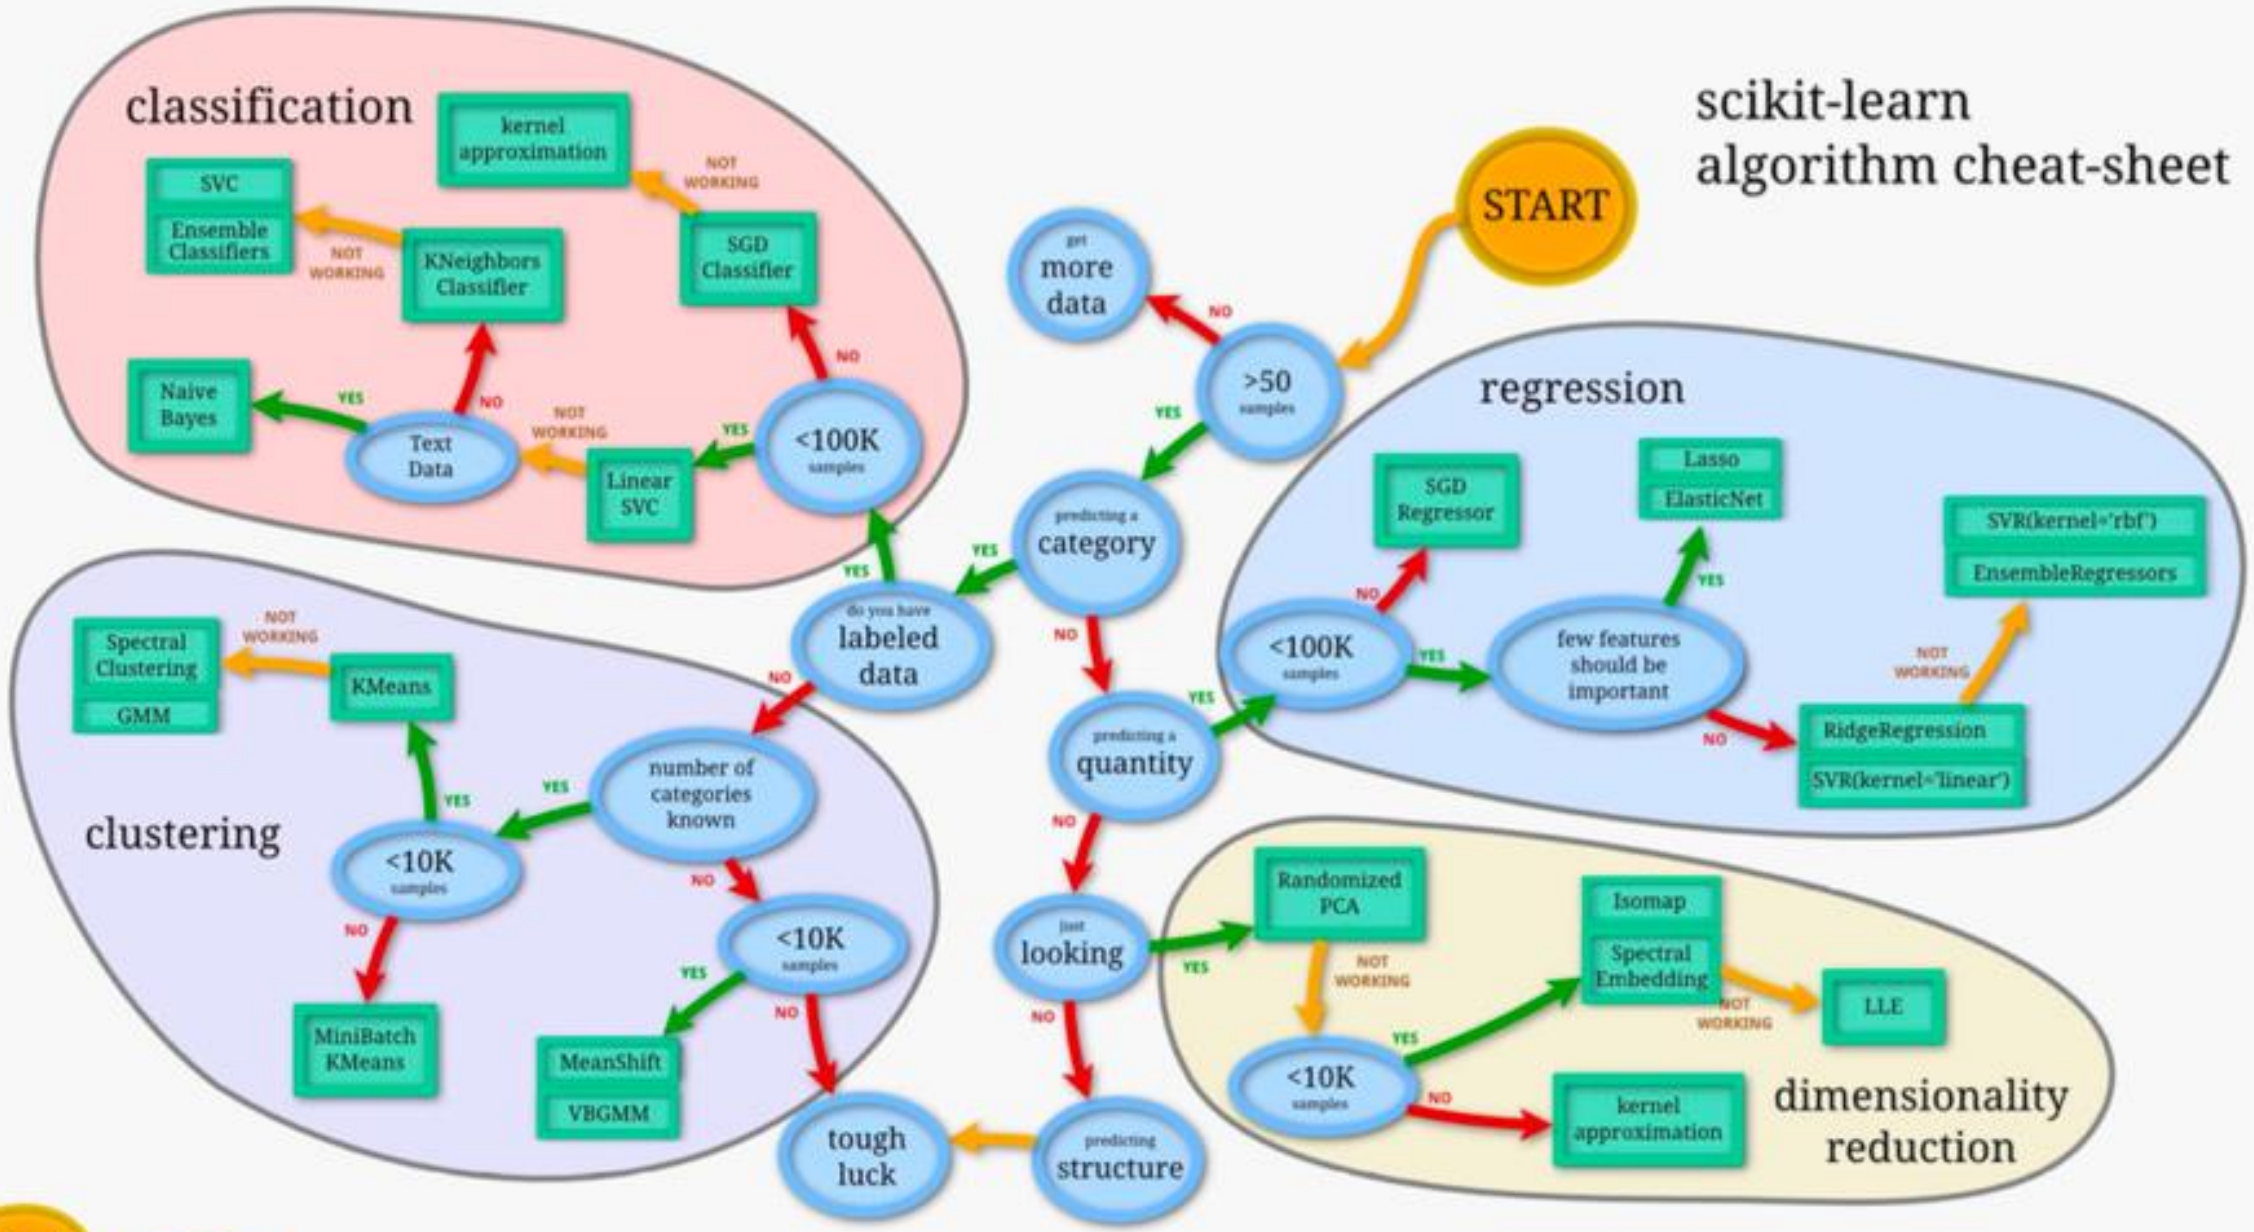 scikit-learn
algorithm cheat-sheet
START
>50
samples
NO
get
more
data
YES
predicting a
category
YES
NO
do you have
labeled
data
YES
NO
predicting a
quantity
YES
NO
just
looking
YES
NO
predicting
structure
tough
luck
classification
<100K
samples
NO
SGD
Classifier
NOT
WORKING
kernel
approximation
YES
Linear
SVC
NOT
WORKING
Text
Data
YES
Naive
Bayes
NO
KNeighbors
Classifier
NOT
WORKING
SVC
Ensemble
Classifiers
clustering
number of
categories
known
YES
<10K
samples
YES
KMeans
NOT
WORKING
Spectral
Clustering
GMM
NO
MiniBatch
KMeans
NO
<10K
samples
YES
MeanShift
VBGMM
NO
regression
<100K
samples
NO
SGD
Regressor
YES
few features
should be
important
YES
Lasso
ElasticNet
NO
RidgeRegression
SVR(kernel='linear')
NOT
WORKING
SVR(kernel='rbf')
EnsembleRegressors
dimensionality
reduction
Randomized
PCA
NOT
WORKING
<10K
samples
YES
Isomap
Spectral
Embedding
NOT
WORKING
LLE
NO
kernel
approximation